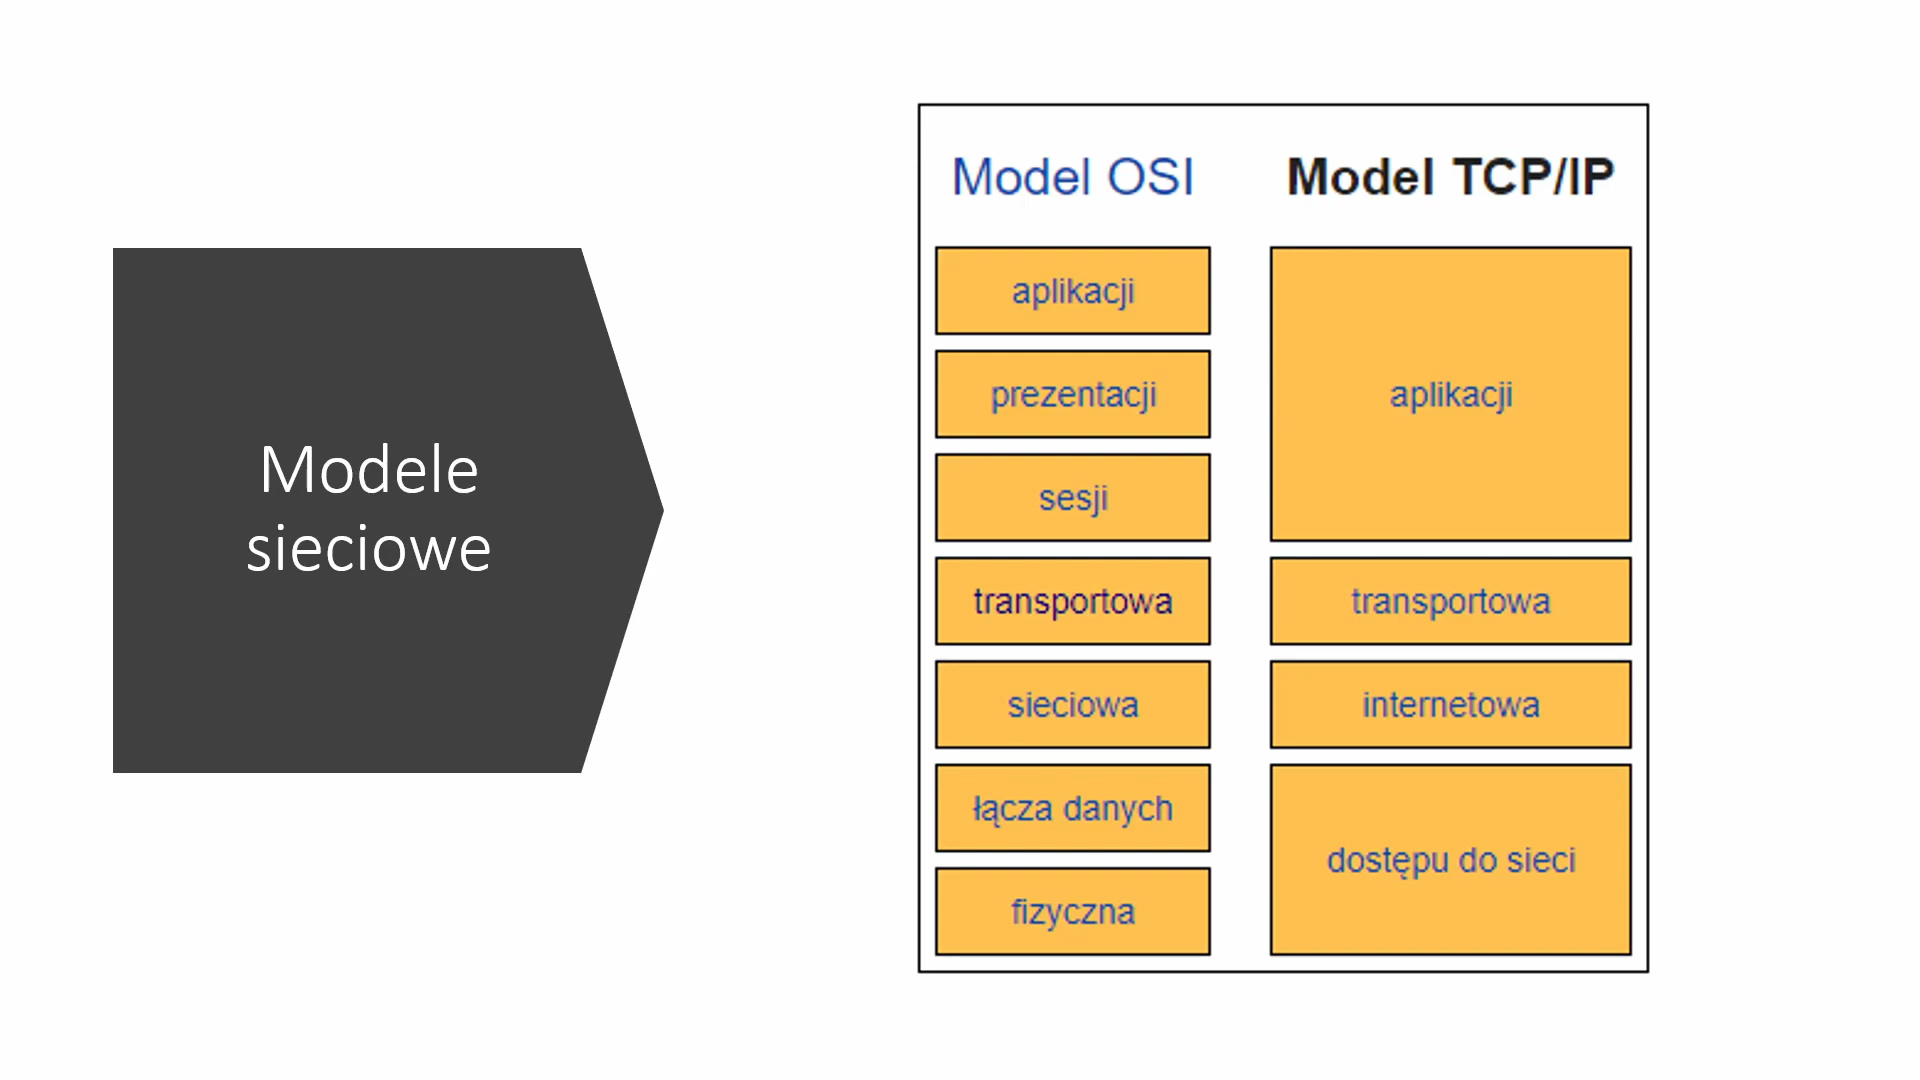 Modele
sieciowe
Model OSI
Model TCP/IP
aplikacji
prezentacji
sesji
transportowa
sieciowa
łącza danych
fizyczna
aplikacji
transportowa
internetowa
dostępu do sieci